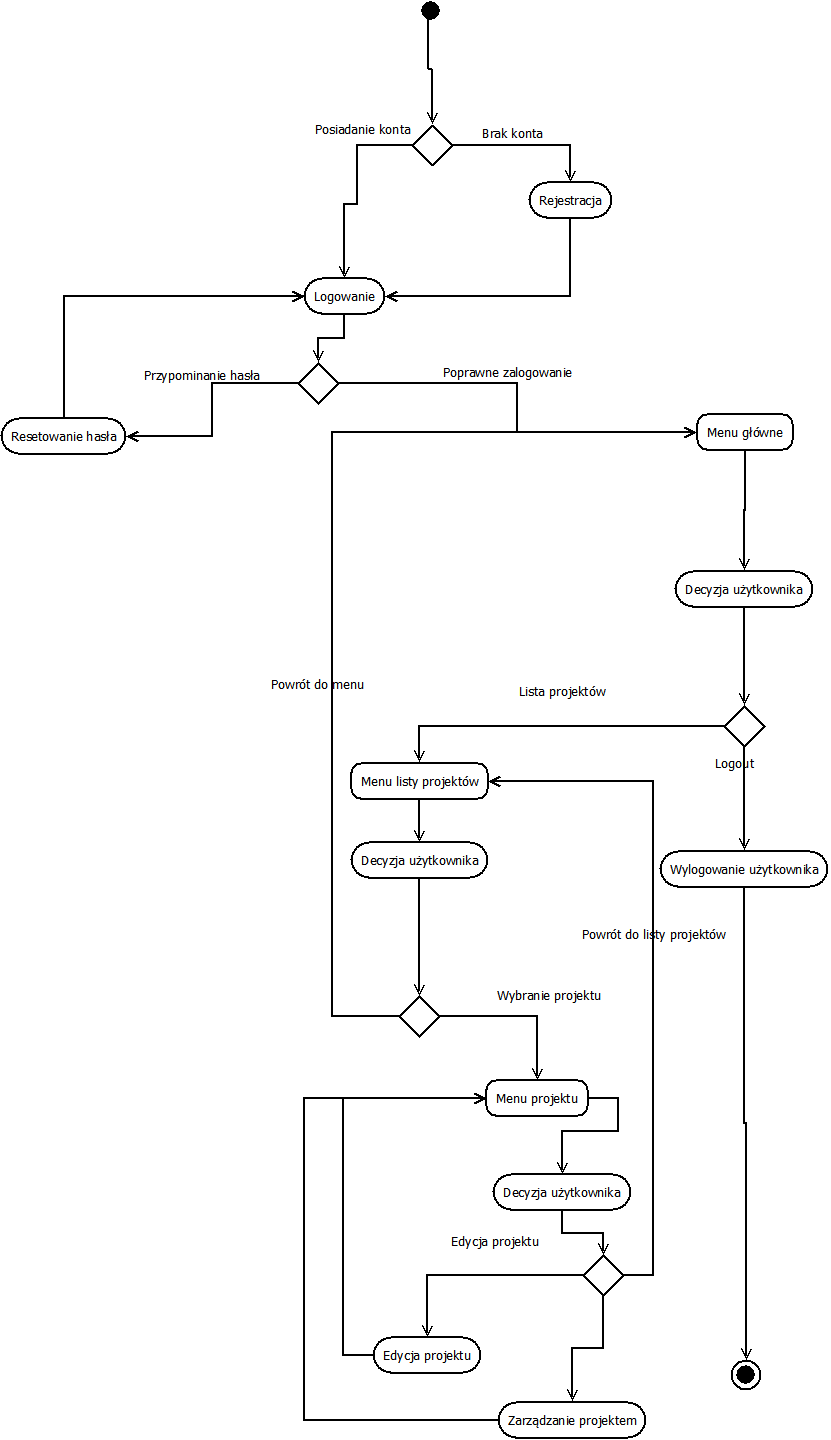 Posiadanie konta
Brak konta
Rejestracja
Logowanie
Przypominanie hasła
Poprawne zalogowanie
Resetowanie hasła
Menu główne
Decyzja użytkownika
Powrót do menu
Lista projektów
Logout
Menu listy projektów
Decyzja użytkownika
Wylogowanie użytkownika
Powrót do listy projektów
Wybranie projektu
Menu projektu
Decyzja użytkownika
Edycja projektu
Edycja projektu
Zarządzanie projektem